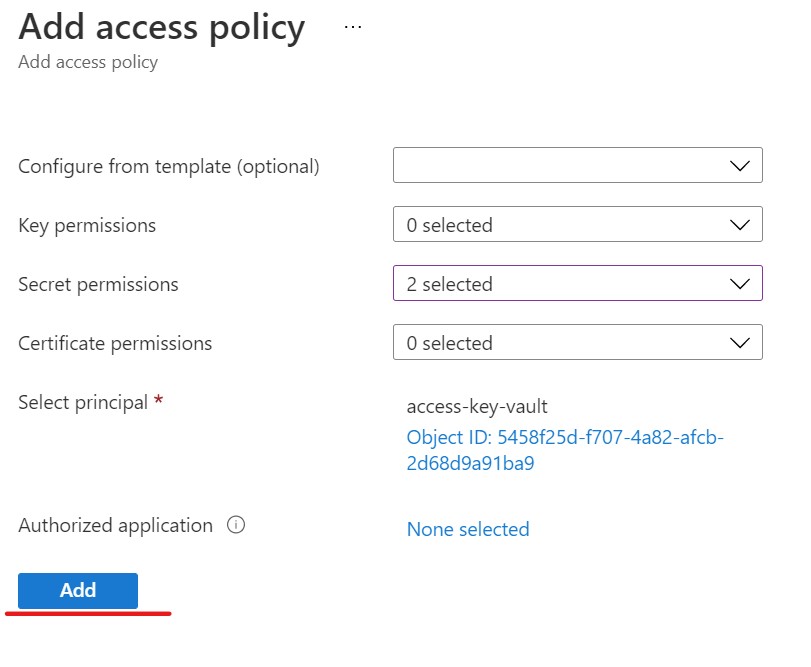 Add access policy ...
Add access policy
Configure from template (optional)
Key permissions 0 selected
Secret permissions 2 selected
Certificate permissions 0 selected
Select principal * access-key-vault
Object ID: 5458f25d-f707-4a82-afcb-
2d68d9a91ba9
Authorized application None selected
Add